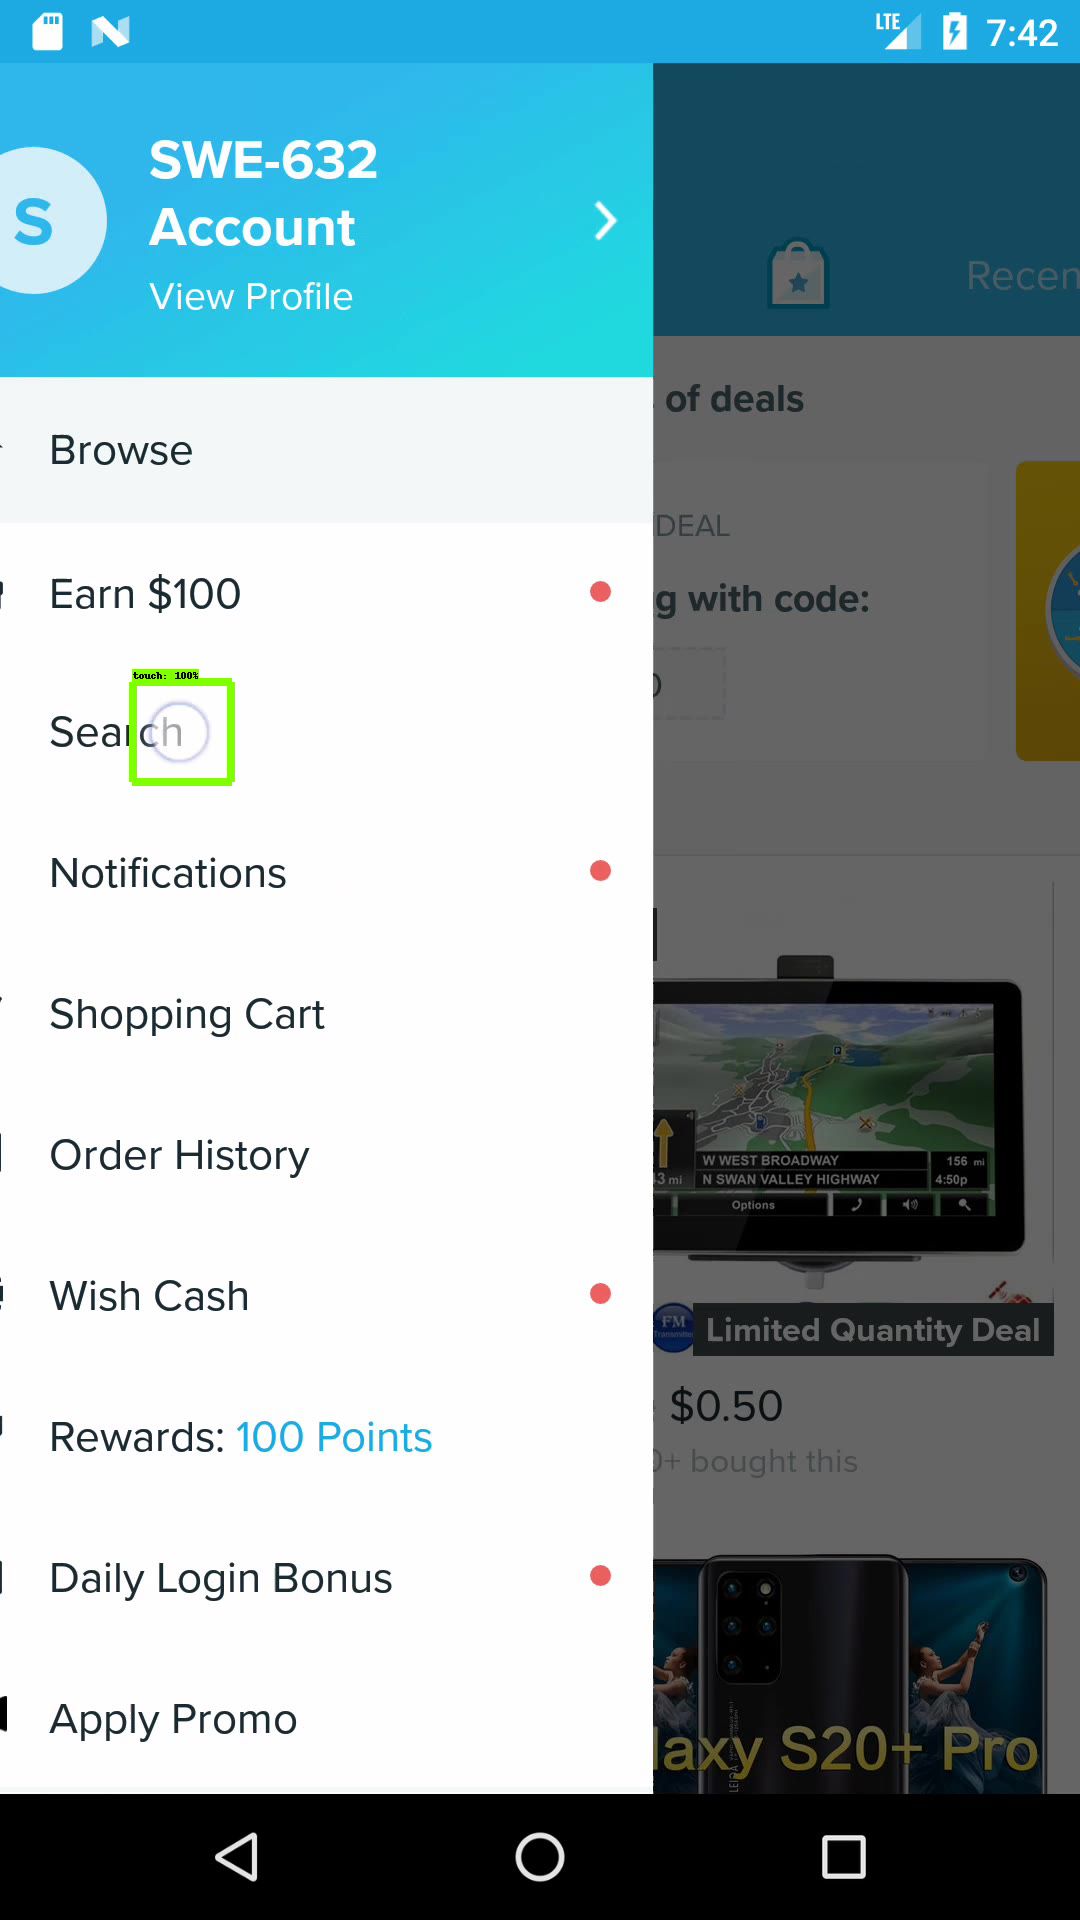 LTE 7:42
SWE-632
Account
View Profile
S
Recen
Browse
of deals
DEAL
Earn $100
g with code:
touch: 100%
Search
Notifications
Shopping Cart
W WEST BROADWAY 156 mi
N SWAN VALLEY HIGHWAY 4:50p
3 mi
Options
Order History
Wish Cash
FM
Transmitter
Limited Quantity Deal
$0.50
Rewards: 100 Points
0+ bought this
Daily Login Bonus
Apply Promo
laxy S20+ Pro